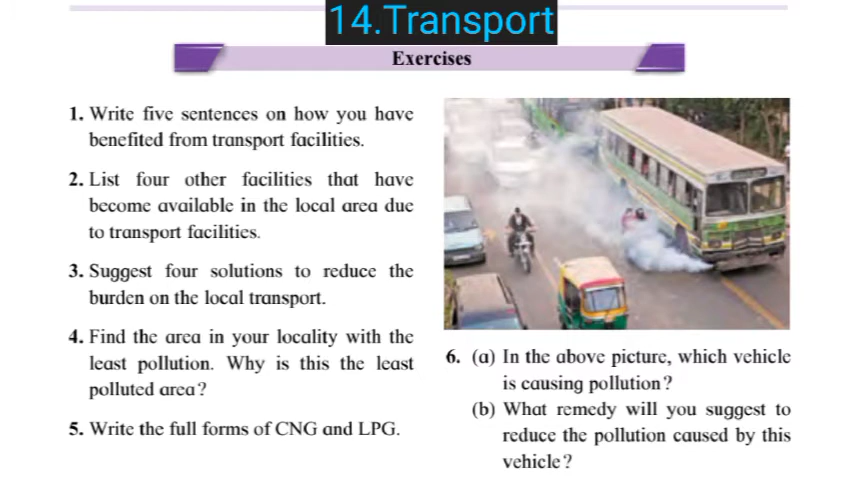 14.Transport
Exercises
1. Write five sentences on how you have
benefited from transport facilities.
2. List four other facilities that have
become available in the local area due
to transport facilities.
3. Suggest four solutions to reduce the
burden on the local transport.
4. Find the area in your locality with the
least pollution. Why is this the least
polluted area?
5. Write the full forms of CNG and LPG.
6. (a) In the above picture, which vehicle
is causing pollution?
(b) What remedy will you suggest to
reduce the pollution caused by this
vehicle?